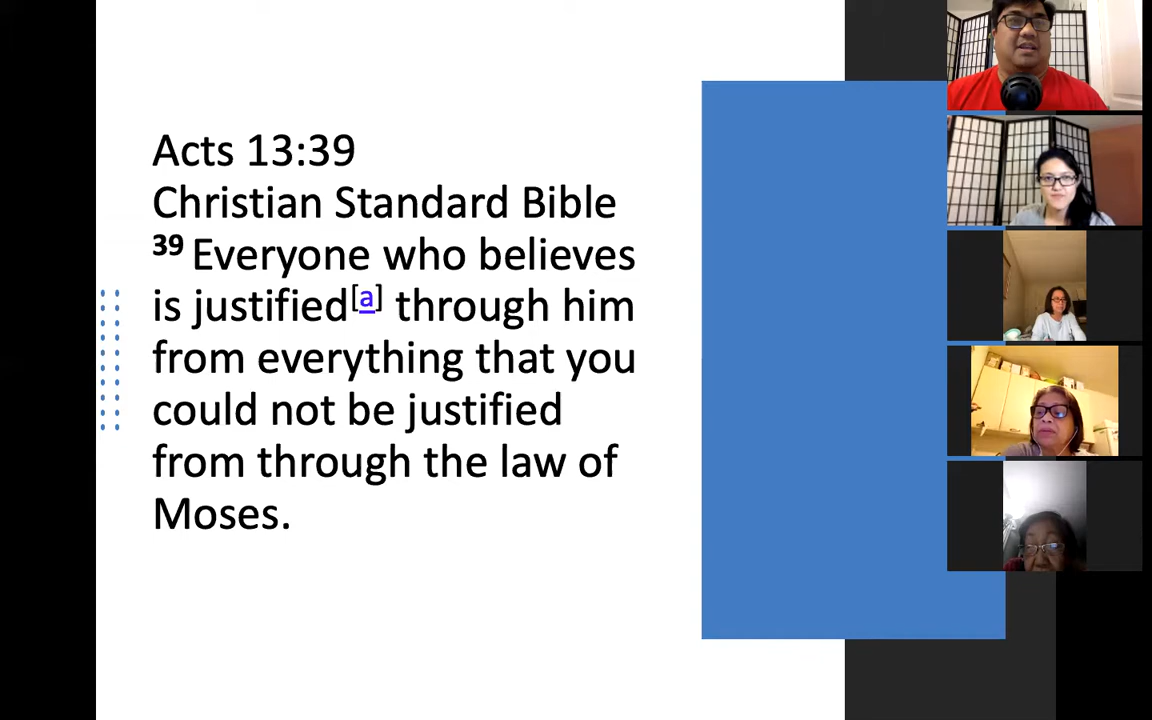 Acts 13:39
Christian Standard Bible
39 Everyone who believes
is justified[a] through him
from everything that you
could not be justified
from through the law of
Moses.